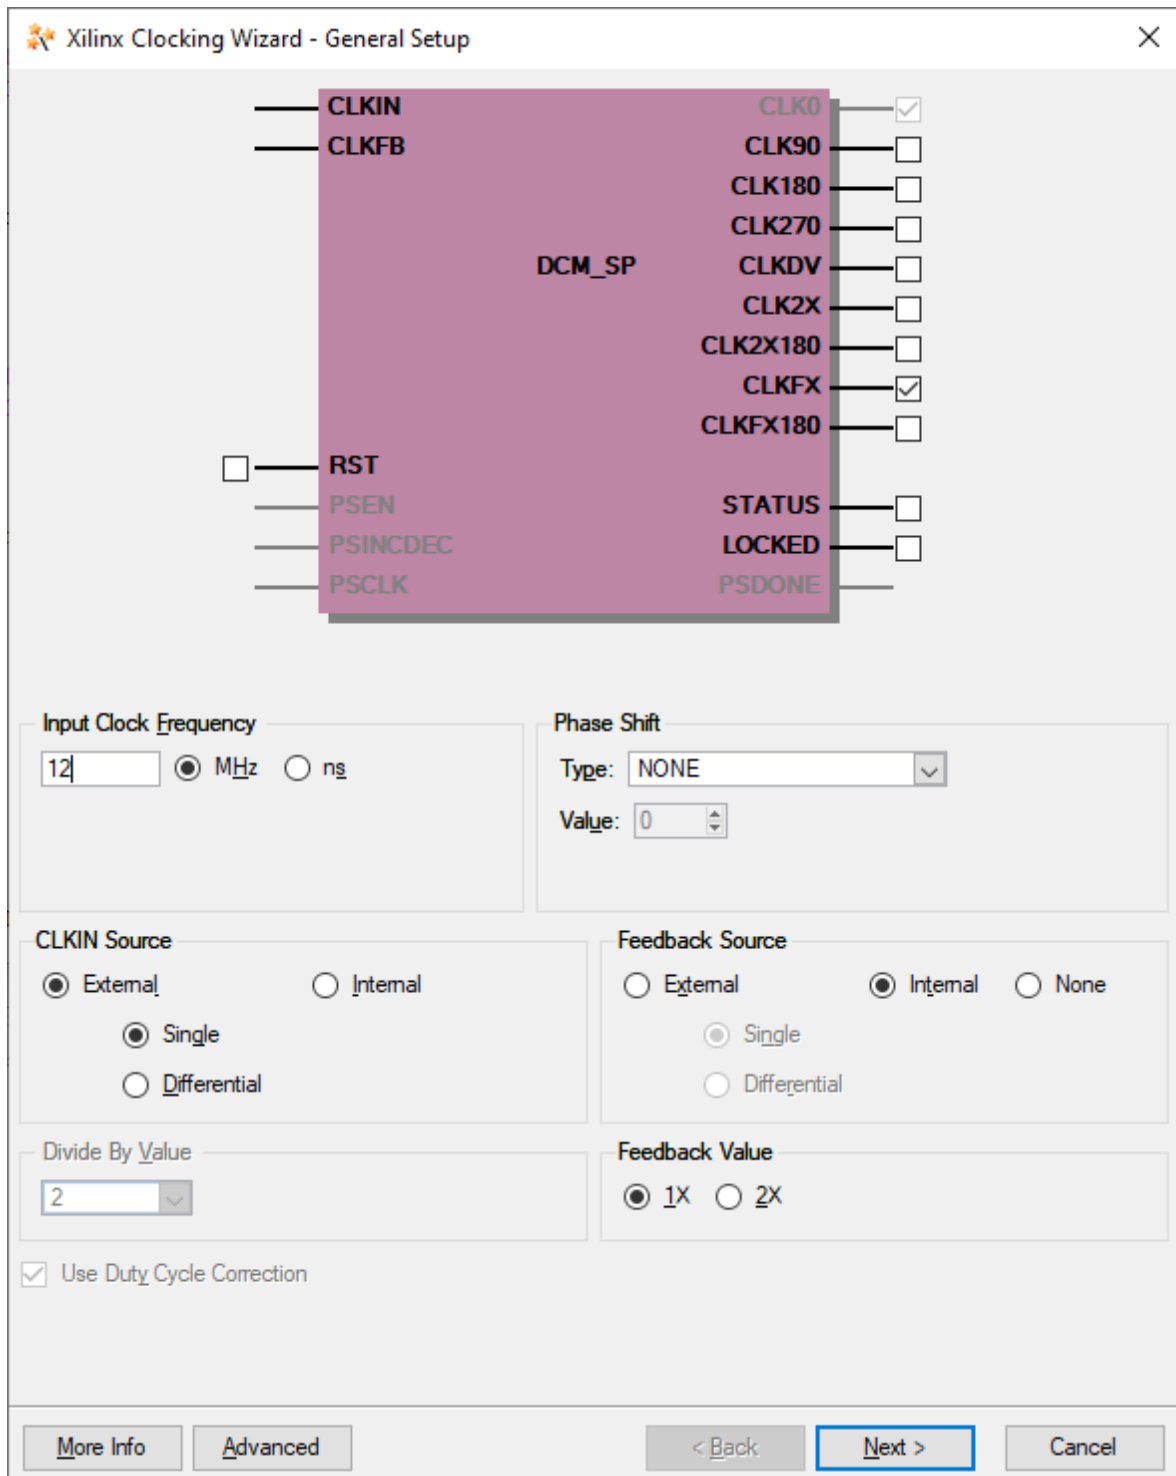 Xilinx Clocking Wizard - General Setup
CLKIN CLK0
CLKFB CLK90
CLK180
CLK270
DCM_SP CLKDV
CLK2X
CLK2X180
CLKFX
CLKFX180
RST
PSEN STATUS
PSINCDEC LOCKED
PSCLK PSDONE
Input Clock Frequency
12 MHz ns
Phase Shift
Type: NONE
Value: 0
CLKIN Source
External Internal
Single
Differential
Feedback Source
External Internal None
Single
Differential
Divide By Value
2
Feedback Value
1X 2X
Use Duty Cycle Correction
More Info Advanced < Back Next > Cancel